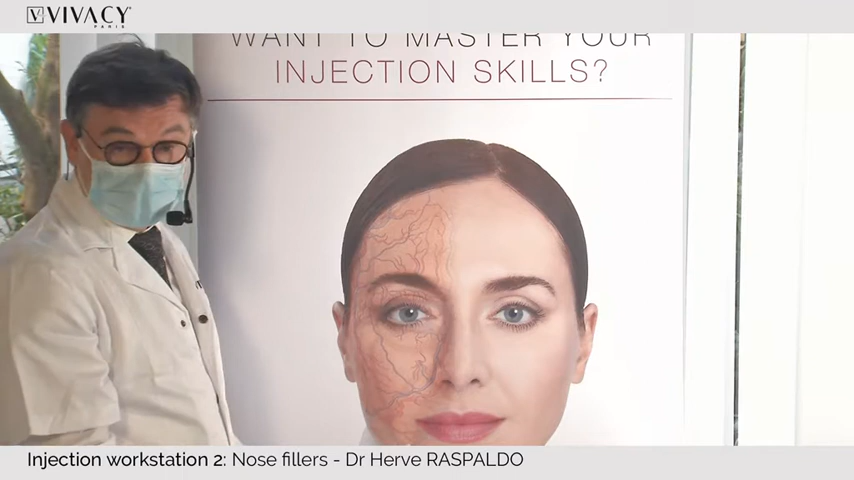 VIVACY
PARIS
WANT TO MASTER YOUR
INJECTION SKILLS?
Injection workstation 2: Nose fillers - Dr Herve RASPALDO